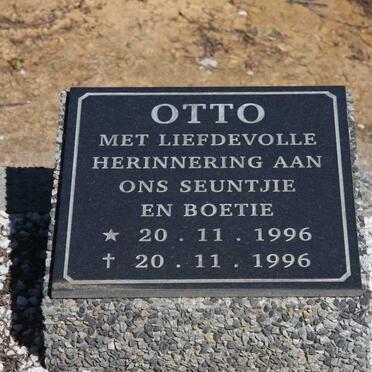 OTTO
MET LIEFDEVOLLE
HERINNERING AAN
ONS SEUNTJIE
EN BOETIE
★ 20 . 11 . 1996
† 20 . 11 . 1996